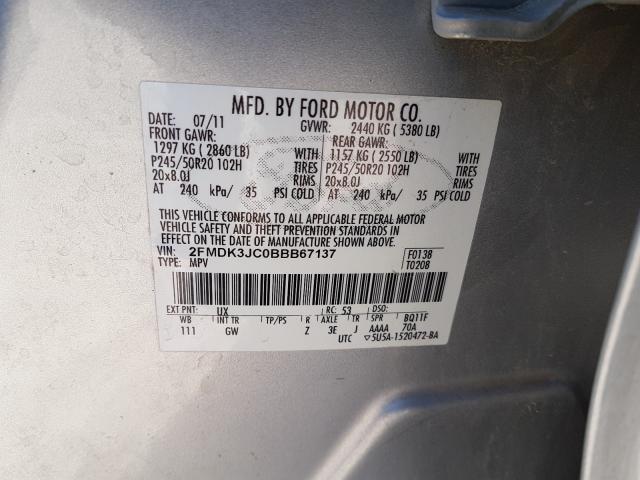 MFD. BY FORD MOTOR CO.
DATE: 07/11 GVWR: 2440 KG ( 5380 LB)
FRONT GAWR: REAR GAWR:
1297 KG ( 2860 LB) WITH 1157 KG ( 2550 LB) WITH
P245/50R20 102H TIRES P245/50R20 102H TIRES
20x8.0J RIMS 20x8.0J RIMS
AT 240 kPa/ 35 PSI COLD AT 240 kPa/ 35 PSI COLD
THIS VEHICLE CONFORMS TO ALL APPLICABLE FEDERAL MOTOR
VEHICLE SAFETY AND THEFT PREVENTION STANDARDS IN
EFFECT ON THE DATE OF MANUFACTURE SHOWN ABOVE.
VIN: 2FMDK3JC0BBB67137 F0138
TYPE: MPV T0208
EXT PNT: UX RC: 53 DSO:
WB INT TR TP/PS R AXLE TR SPR BQ11F
111 GW Z 3E J AAAA 70A
UTC ▽5U5A-1520472-BA